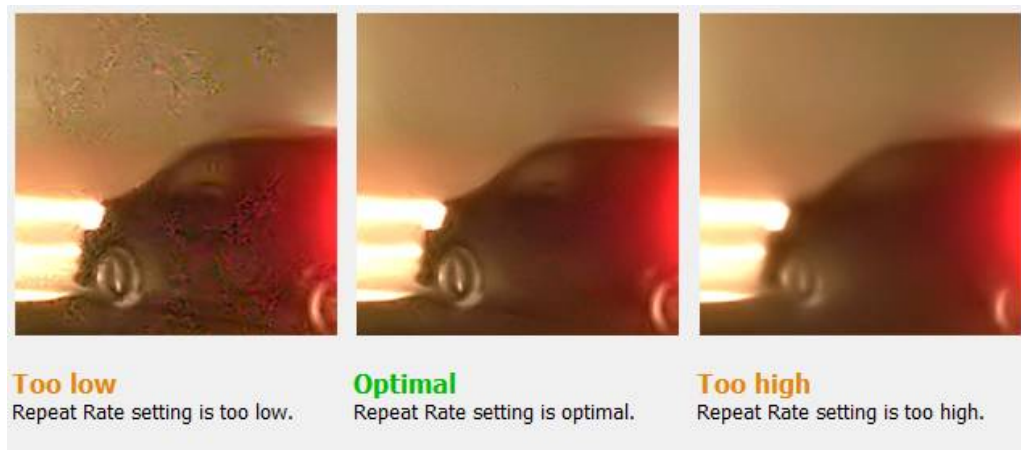 Too low
Repeat Rate setting is too low.
Optimal
Repeat Rate setting is optimal.
Too high
Repeat Rate setting is too high.